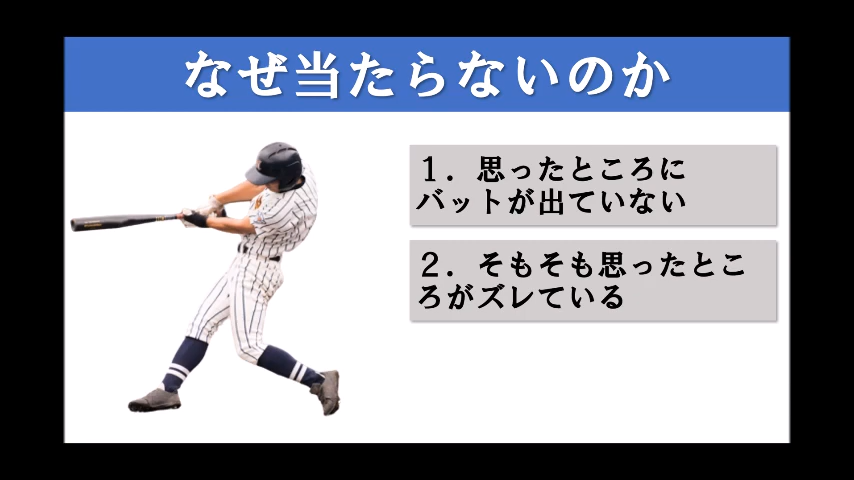 なぜ当たらないのか
１．思ったところに
バットが出ていない
２．そもそも思ったとこ
ろがズレている